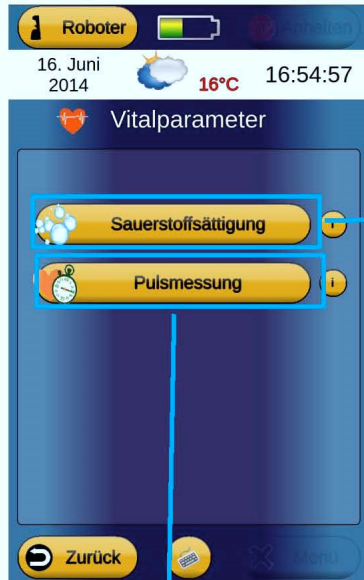 Roboter
Anhalten
16. Juni
2014
16°C
16:54:57
Vitalparameter
Sauerstoffsättigung
i
Pulsmessung
i
Zurück
Menü